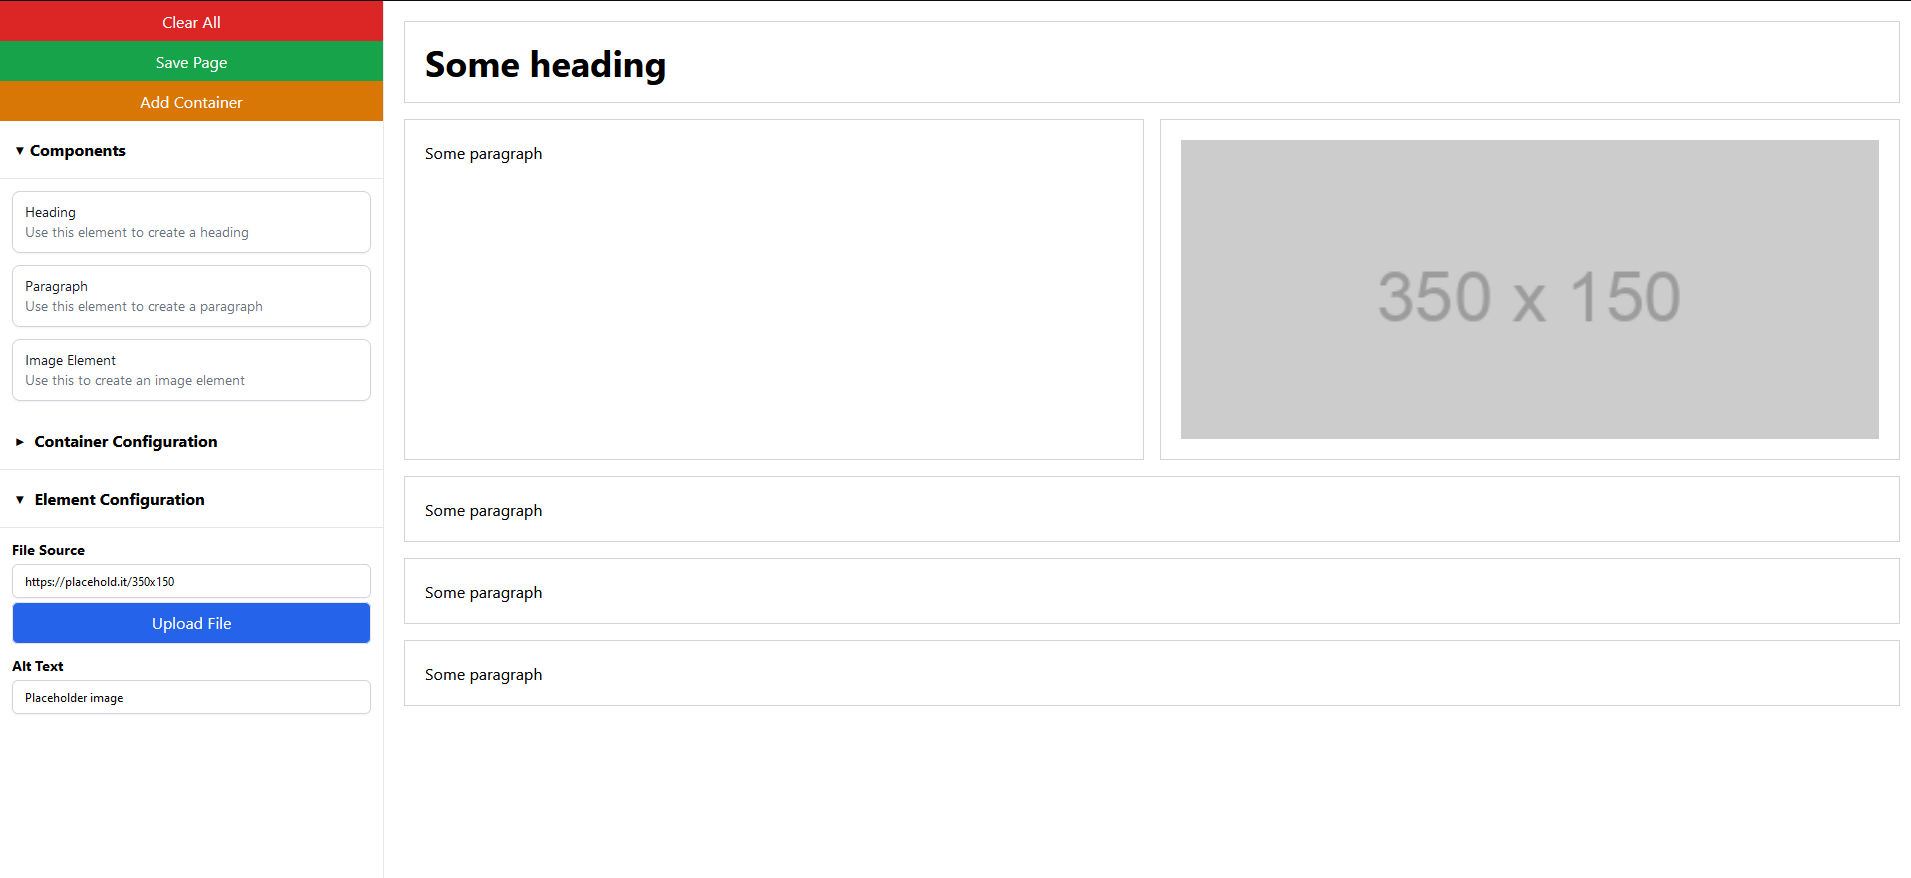 Clear All
Save Page
Add Container
▼ Components
Heading
Use this element to create a heading
Paragraph
Use this element to create a paragraph
Image Element
Use this to create an image element
► Container Configuration
▼ Element Configuration
File Source
https://placehold.it/350x150
Upload File
Alt Text
Placeholder image
Some heading
Some paragraph
350 x 150
Some paragraph
Some paragraph
Some paragraph